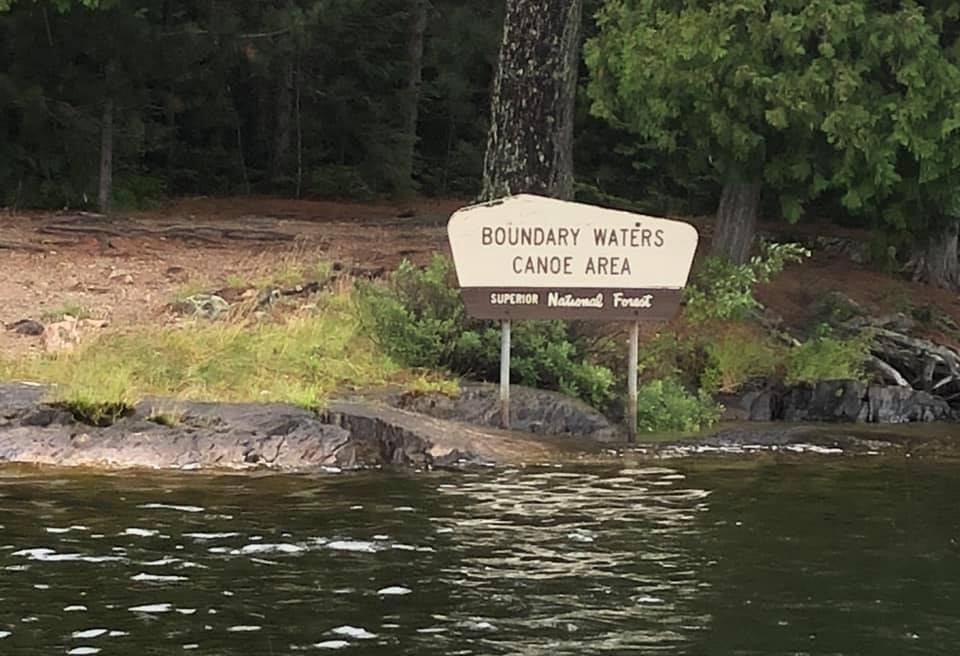 BOUNDARY WATERS
CANOE AREA
SUPERIOR National Forest